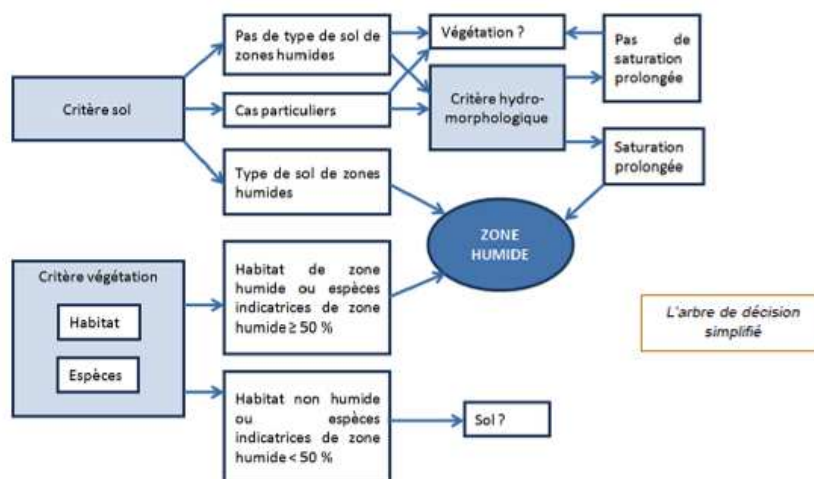 Critère sol
Pas de type de sol de
zones humides
Cas particuliers
Type de sol de zones
humides
Végétation ?
Critère hydro-
morphologique
Pas de
saturation
prolongée
Saturation
prolongée
ZONE
HUMIDE
Critère végétation
Habitat
Espèces
Habitat de zone
humide ou espèces
indicatrices de zone
humide ≥ 50 %
Habitat non humide
ou espèces
indicatrices de zone
humide < 50 %
Sol ?
L'arbre de décision
simplifié